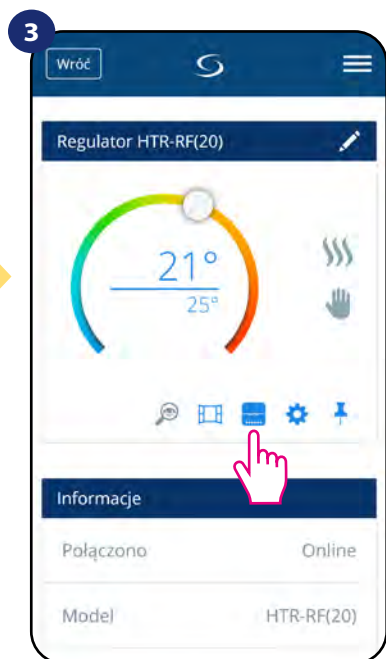 3
Wróć
Regulator HTR-RF(20)
21°
25°
Informacje
Połączono Online
Model HTR-RF(20)